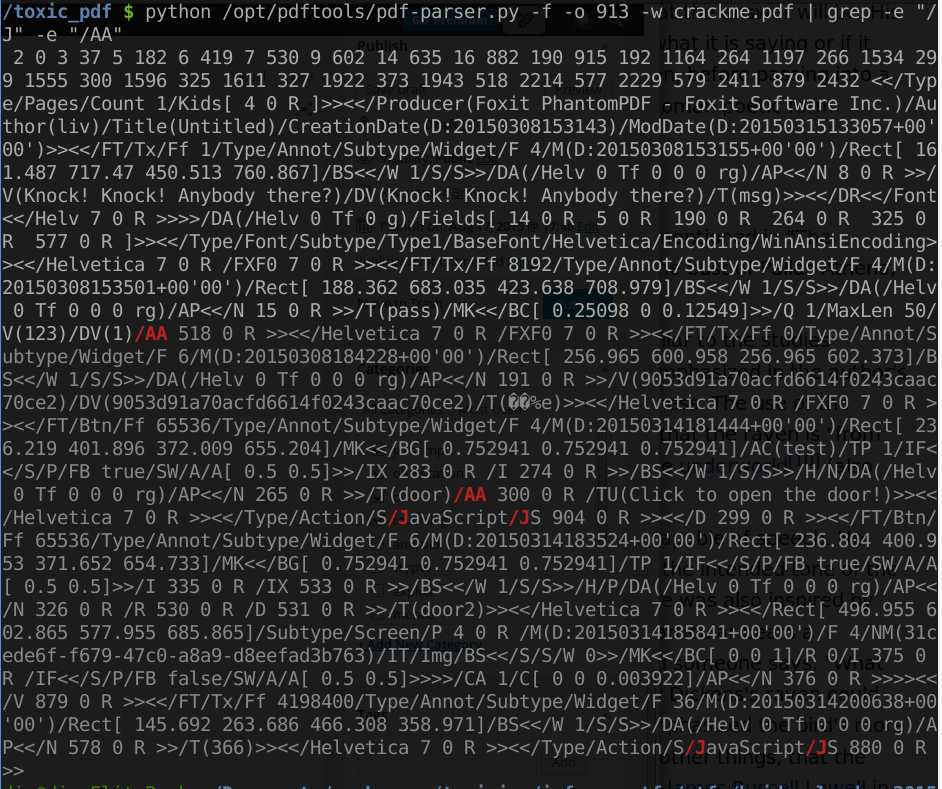 /toxic_pdf $ python /opt/pdftools/pdf-parser.py -f -o 913 -w crackme.pdf | grep -e "/
J" -e "/AA"
2 0 3 37 5 182 6 419 7 530 9 602 14 635 16 882 190 915 192 1164 264 1197 266 1534 29
9 1555 300 1596 325 1611 327 1922 373 1943 518 2214 577 2229 579 2411 879 2432 <</Typ
e/Pages/Count 1/Kids[ 4 0 R ]>><</Producer(Foxit PhantomPDF - Foxit Software Inc.)/Au
thor(liv)/Title(Untitled)/CreationDate(D:20150308153143)/ModDate(D:20150315133057+00'
00')>><</FT/Tx/Ff 1/Type/Annot/Subtype/Widget/F 4/M(D:20150308153155+00'00')/Rect[ 16
1.487 717.47 450.513 760.867]/BS<</W 1/S/S>>/DA(/Helv 0 Tf 0 0 0 rg)/AP<</N 8 0 R >>/
V(Knock! Knock! Anybody there?)/DV(Knock! Knock! Anybody there?)/T(msg)>><</DR<</Font
<</Helv 7 0 R >>>>/DA(/Helv 0 Tf 0 g)/Fields[ 14 0 R  5 0 R  190 0 R  264 0 R  325 0
R  577 0 R ]>><</Type/Font/Subtype/Type1/BaseFont/Helvetica/Encoding/WinAnsiEncoding>
><</Helvetica 7 0 R /FXF0 7 0 R >><</FT/Tx/Ff 8192/Type/Annot/Subtype/Widget/F 4/M(D:
20150308153501+00'00')/Rect[ 188.362 683.035 423.638 708.979]/BS<</W 1/S/S>>/DA(/Helv
0 Tf 0 0 0 rg)/AP<</N 15 0 R >>/T(pass)/MK<</BC[ 0.25098 0 0.12549]>>/Q 1/MaxLen 50/
V(123)/DV(1)/AA 518 0 R >><</Helvetica 7 0 R /FXF0 7 0 R >><</FT/Tx/Ff 0/Type/Annot/S
ubtype/Widget/F 6/M(D:20150308184228+00'00')/Rect[ 256.965 600.958 256.965 602.373]/B
S<</W 1/S/S>>/DA(/Helv 0 Tf 0 0 0 rg)/AP<</N 191 0 R >>/V(9053d91a70acfd6614f0243caac
70ce2)/DV(9053d91a70acfd6614f0243caac70ce2)/T(��%e)>><</Helvetica 7 0 R /FXF0 7 0 R >
><</FT/Btn/Ff 65536/Type/Annot/Subtype/Widget/F 4/M(D:20150314181444+00'00')/Rect[ 23
6.219 401.896 372.009 655.204]/MK<</BG[ 0.752941 0.752941 0.752941]/AC(test)/TP 1/IF<
</S/P/FB true/SW/A/A[ 0.5 0.5]>>/IX 283 0 R /I 274 0 R >>/BS<</W 1/S/S>>/H/N/DA(/Helv
0 Tf 0 0 0 rg)/AP<</N 265 0 R >>/T(door)/AA 300 0 R /TU(Click to open the door!)>><<
/Helvetica 7 0 R >><</Type/Action/S/JavaScript/JS 904 0 R >><</D 299 0 R >><</FT/Btn/
Ff 65536/Type/Annot/Subtype/Widget/F 6/M(D:20150314183524+00'00')/Rect[ 236.804 400.9
53 371.652 654.733]/MK<</BG[ 0.752941 0.752941 0.752941]/TP 1/IF<</S/P/FB true/SW/A/A
[ 0.5 0.5]>>/I 335 0 R /IX 533 0 R >>/BS<</W 1/S/S>>/H/P/DA(/Helv 0 Tf 0 0 0 rg)/AP<<
/N 326 0 R /R 530 0 R /D 531 0 R >>/T(door2)>><</Helvetica 7 0 R >><</Rect[ 496.955 6
02.865 577.955 685.865]/Subtype/Screen/P 4 0 R /M(D:20150314185841+00'00')/F 4/NM(31c
ede6f-f679-47c0-a8a9-d8eefad3b763)/IT/Img/BS<</S/S/W 0>>/MK<</BC[ 0 0 1]/R 0/I 375 0
R /IF<</S/P/FB false/SW/A/A[ 0.5 0.5]>>>>/CA 1/C[ 0 0 0.003922]/AP<</N 376 0 R >>>><<
/V 879 0 R >><</FT/Tx/Ff 4198400/Type/Annot/Subtype/Widget/F 36/M(D:20150314200638+00
'00')/Rect[ 145.692 263.686 466.308 358.971]/BS<</W 1/S/S>>/DA(/Helv 0 Tf 0 0 0 rg)/A
P<</N 578 0 R >>/T(366)>><</Helvetica 7 0 R >><</Type/Action/S/JavaScript/JS 880 0 R
>>